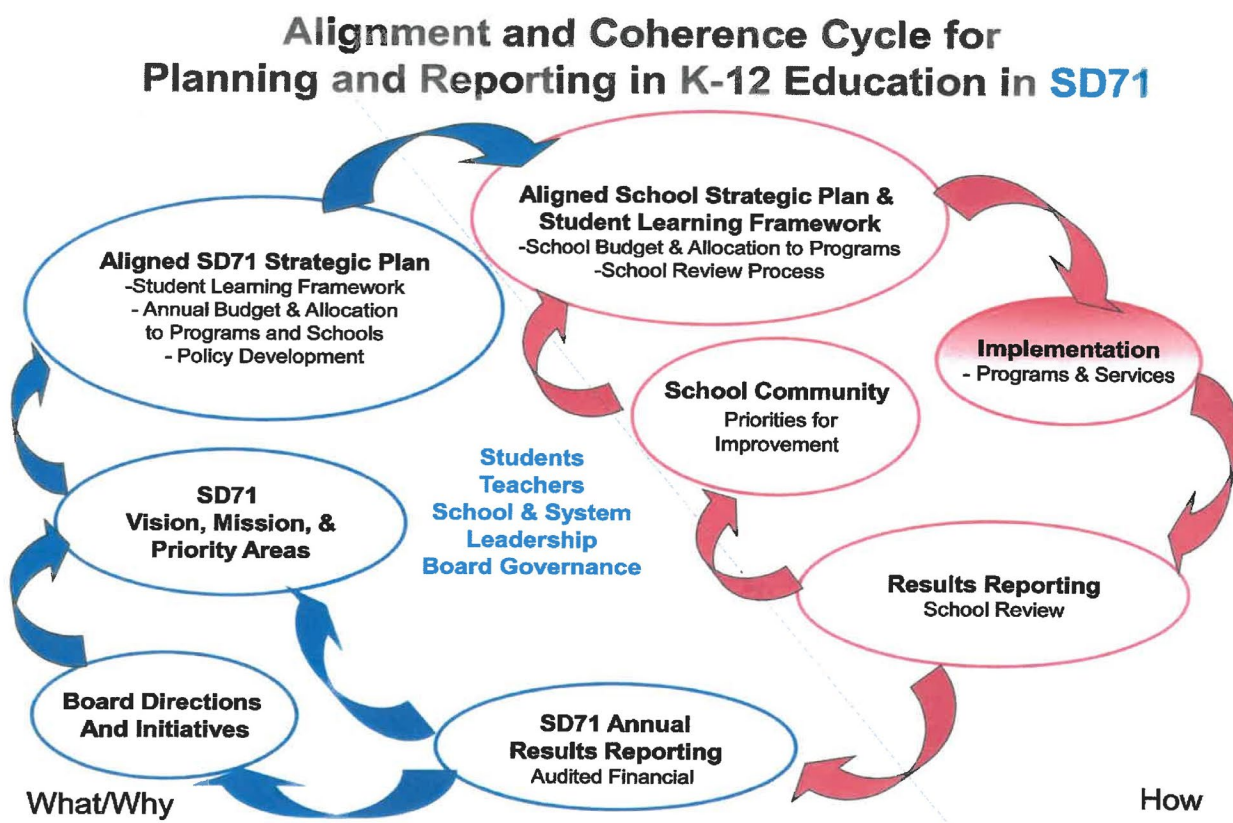 Alignment and Coherence Cycle for
Planning and Reporting in K-12 Education in SD71
Aligned School Strategic Plan &
Student Learning Framework
-School Budget & Allocation to Programs
-School Review Process
Aligned SD71 Strategic Plan
-Student Learning Framework
- Annual Budget & Allocation
to Programs and Schools
- Policy Development
Implementation
- Programs & Services
School Community
Priorities for
Improvement
Students
Teachers
School & System
Leadership
Board Governance
SD71
Vision, Mission, &
Priority Areas
Results Reporting
School Review
Board Directions
And Initiatives
SD71 Annual
Results Reporting
Audited Financial
What/Why
How